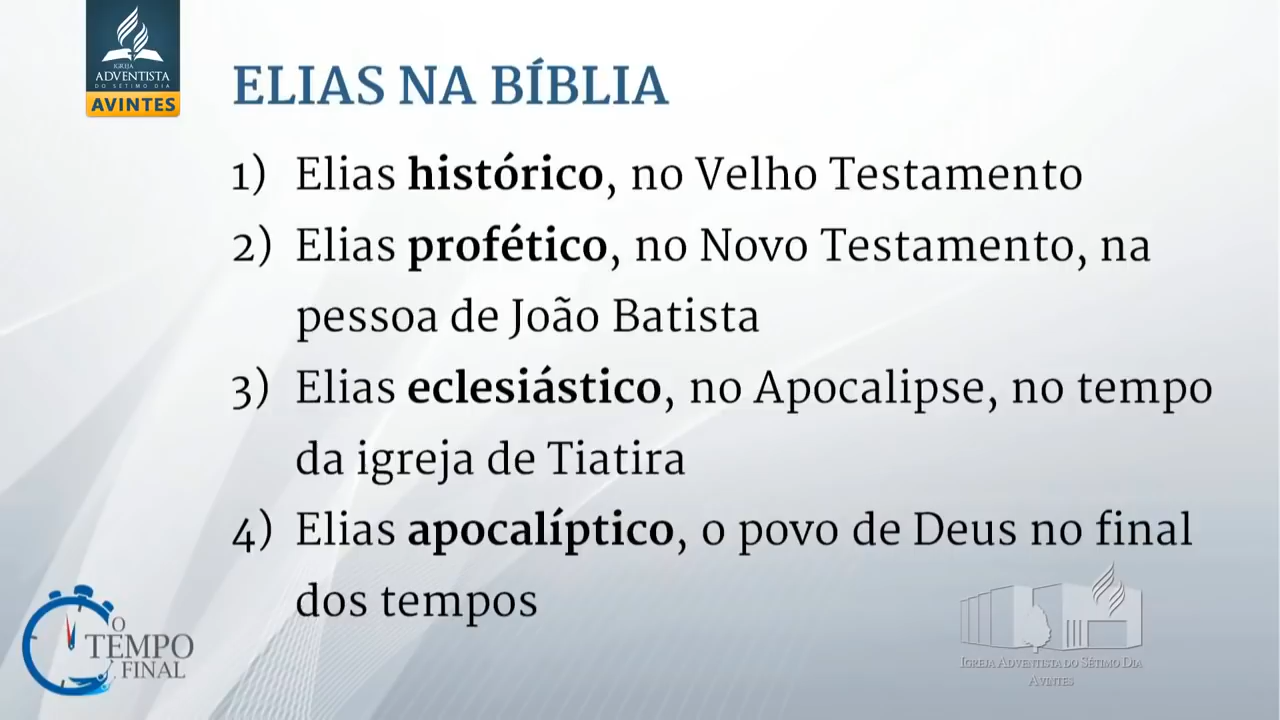 IGREJA
ADVENTISTA
DO SÉTIMO DIA
AVINTES
ELIAS NA BÍBLIA
1) Elias histórico, no Velho Testamento
2) Elias profético, no Novo Testamento, na
pessoa de João Batista
3) Elias eclesiástico, no Apocalipse, no tempo
da igreja de Tiatira
4) Elias apocalíptico, o povo de Deus no final
dos tempos
O
TEMPO
FINAL
IGREJA ADVENTISTA DO SÉTIMO DIA
AVINTES